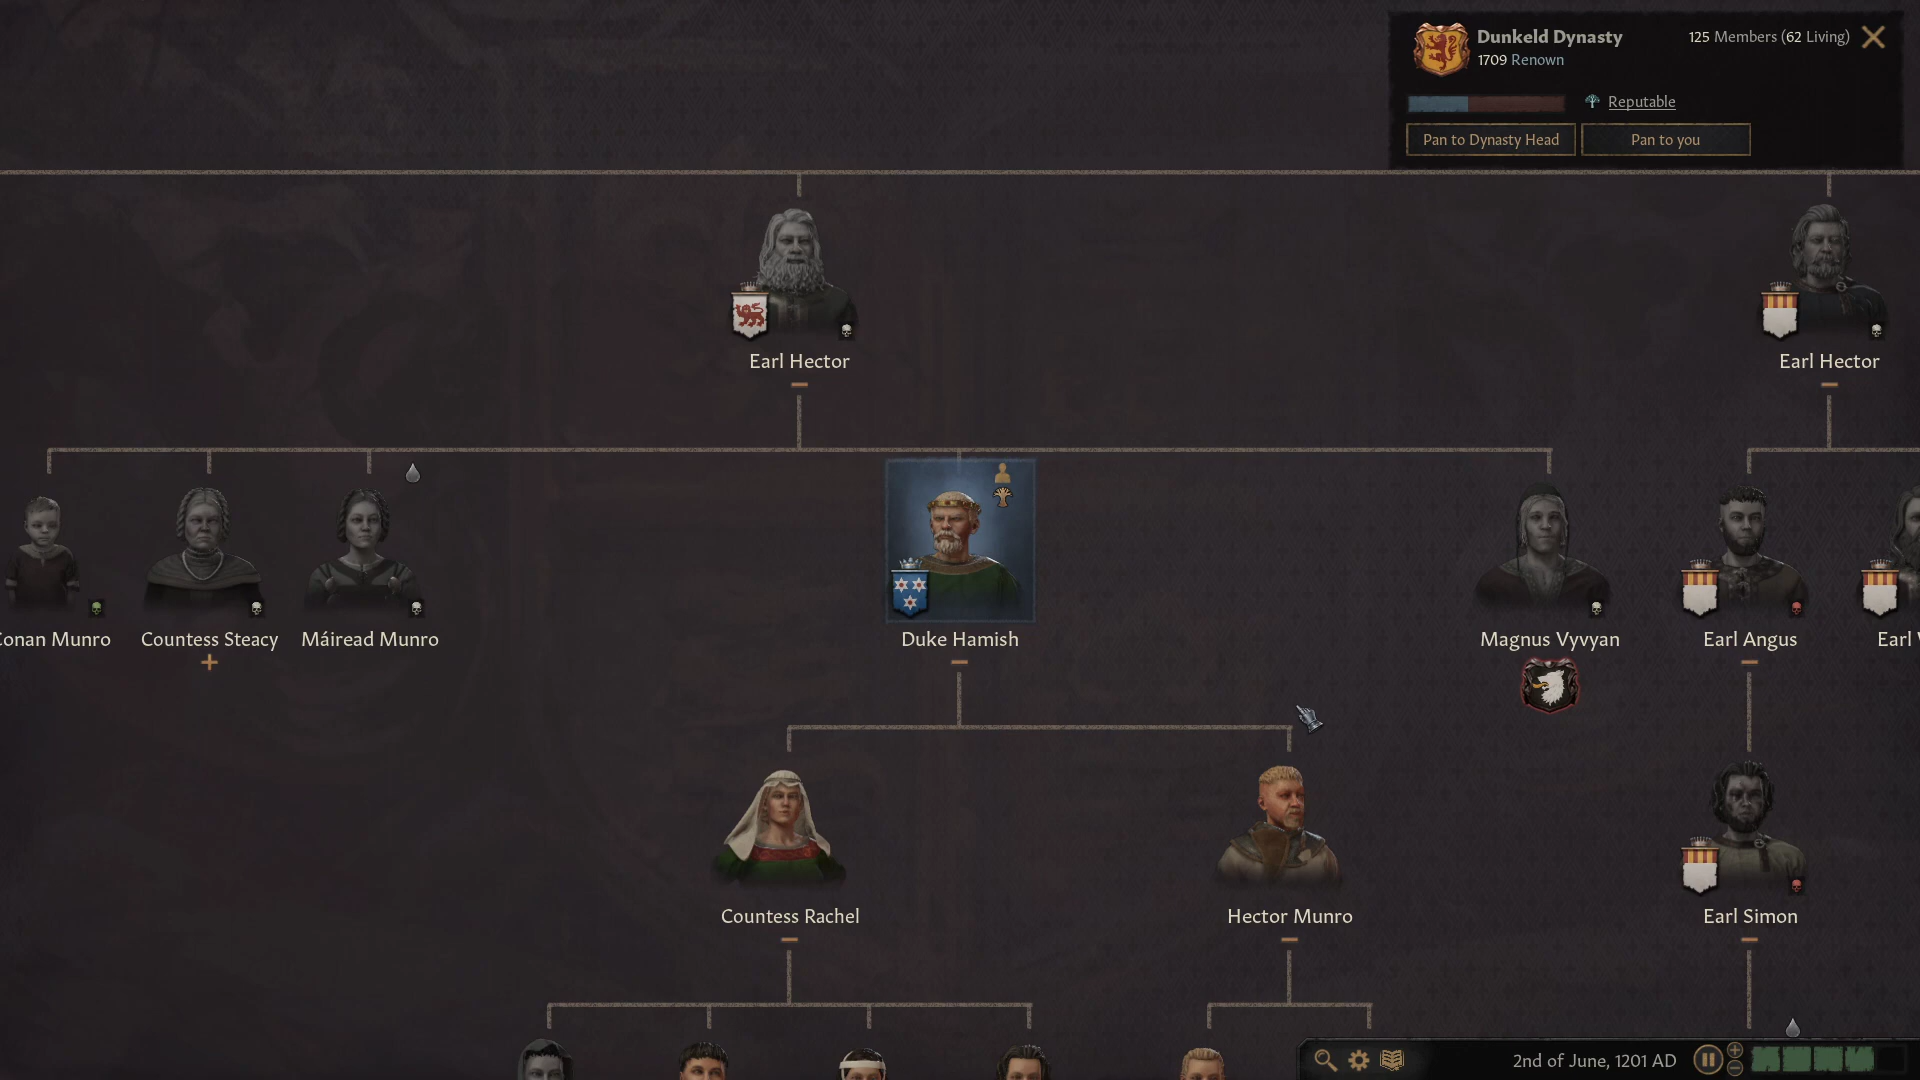 Dunkeld Dynasty
125 Members (62 Living)
1709 Renown
Reputable
Pan to Dynasty Head
Pan to you
Earl Hector
Earl Hector
Conan Munro
Countess Steacy
Máiread Munro
Duke Hamish
Magnus Vyvyan
Earl Angus
Earl
Countess Rachel
Hector Munro
Earl Simon
2nd of June, 1201 AD